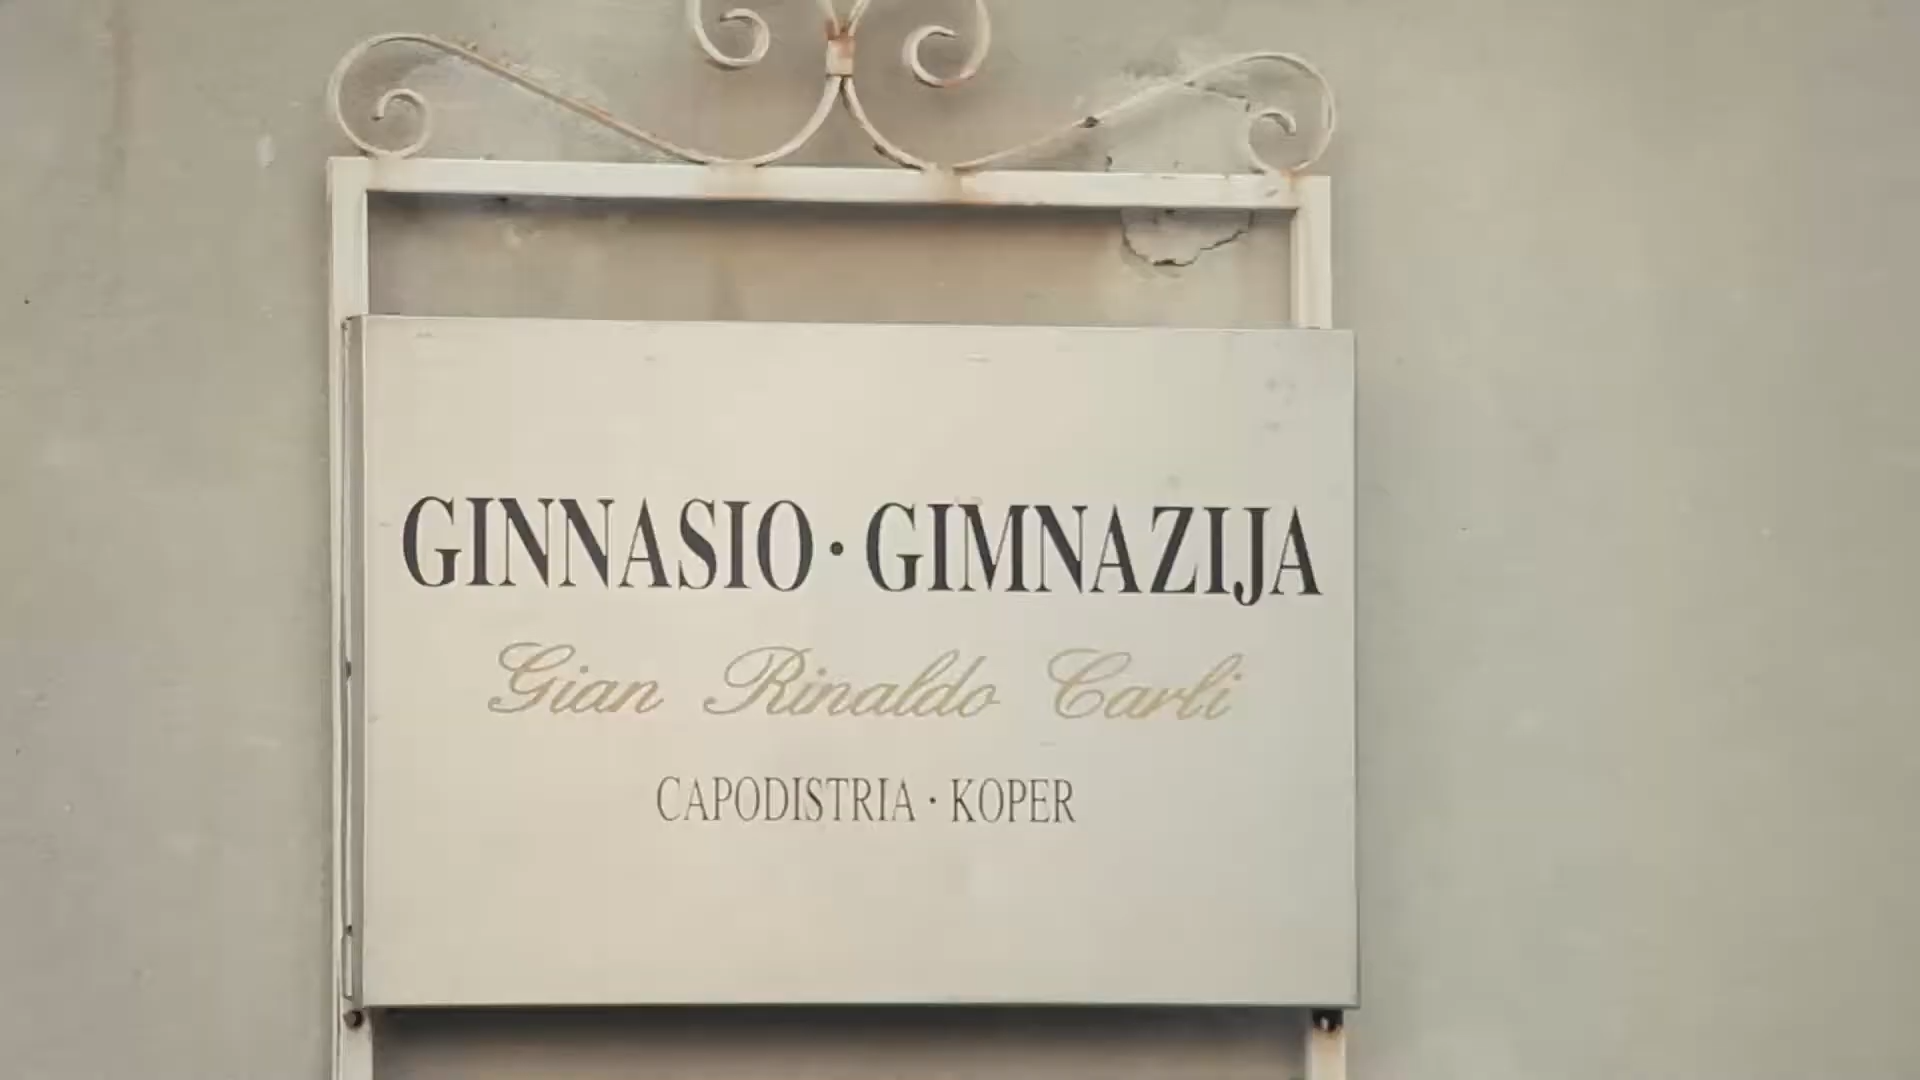 GINNASIO · GIMNAZIJA
Gian Rinaldo Carli
CAPODISTRIA · KOPER